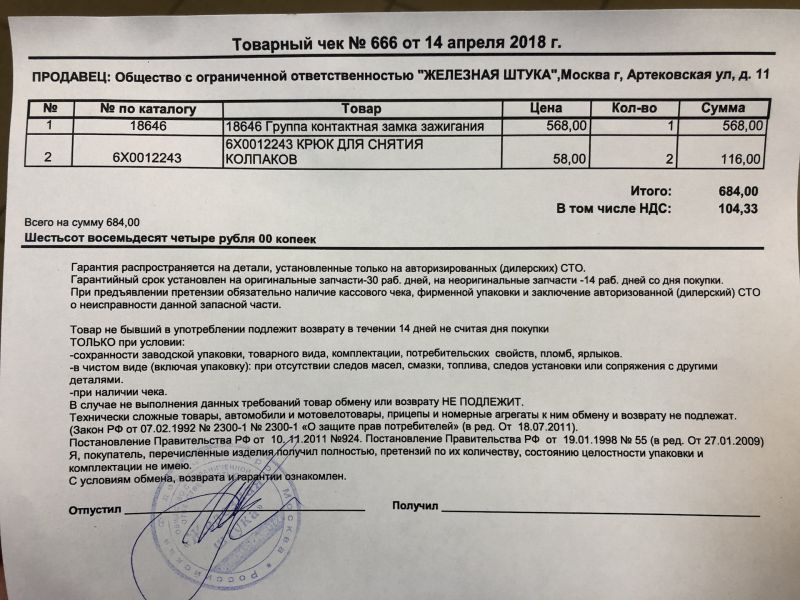 Товарный чек № 666 от 14 апреля 2018 г.
ПРОДАВЕЦ: Общество с ограниченной ответственностью "ЖЕЛЕЗНАЯ ШТУКА",Москва г, Артековская ул, д. 11
№ № по каталогу Товар Цена Кол-во Сумма
1 18646 18646 Группа контактная замка зажигания 568,00 1 568,00
6X0012243 КРЮК ДЛЯ СНЯТИЯ
2 6X0012243 КОЛПАКОВ 58,00 2 116,00
Итого: 684,00
В том числе НДС: 104,33
Всего на сумму 684,00
Шестьсот восемьдесят четыре рубля 00 копеек
Гарантия распространяется на детали, установленные только на авторизированных (дилерских) СТО.
Гарантийный срок установлен на оригинальные запчасти-30 раб. дней, на неоригинальные запчасти -14 раб. дней со дня покупки.
При предъявлении претензии обязательно наличие кассового чека, фирменной упаковки и заключение авторизованной (дилерский) СТО
о неисправности данной запасной части.
Товар не бывший в употреблении подлежит возврату в течении 14 дней не считая дня покупки
ТОЛЬКО при условии:
-сохранности заводской упаковки, товарного вида, комплектации, потребительских свойств, пломб, ярлыков.
-в чистом виде (включая упаковку): при отсутствии следов масел, смазки, топлива, следов установки или сопряжения с другими
деталями.
-при наличии чека.
В случае не выполнения данных требований товар обмену или возврату НЕ ПОДЛЕЖИТ.
Технически сложные товары, автомобили и мотовелотовары, прицепы и номерные агрегаты к ним обмену и возврату не подлежат.
(Закон РФ от 07.02.1992 № 2300-1 № 2300-1 «О защите прав потребителей» (в ред. От 18.07.2011).
Постановление Правительства РФ от 10. 11.2011 №924. Постановление Правительства РФ от 19.01.1998 № 55 (в ред. От 27.01.2009)
Я, покупатель, перечисленные изделия получил полностью, претензий по их количеству, состоянию целостности упаковки и
комплектации не имею.
С условиям обмена, возврата и гарантии ознакомлен.
Отпустил Получил